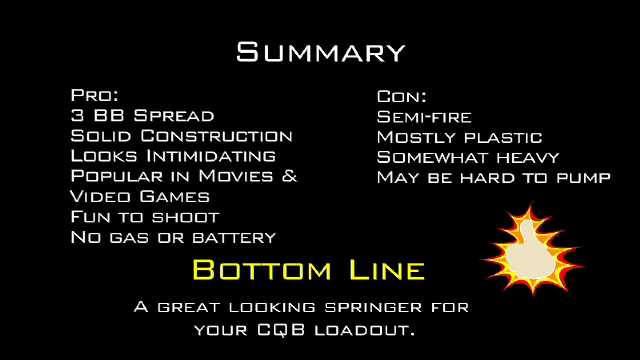 Summary
Pro:
3 BB Spread
Solid Construction
Looks Intimidating
Popular in Movies &
Video Games
Fun to shoot
No gas or battery
Con:
Semi-fire
Mostly plastic
Somewhat heavy
May be hard to pump
Bottom Line
A great looking springer for
your CQB loadout.